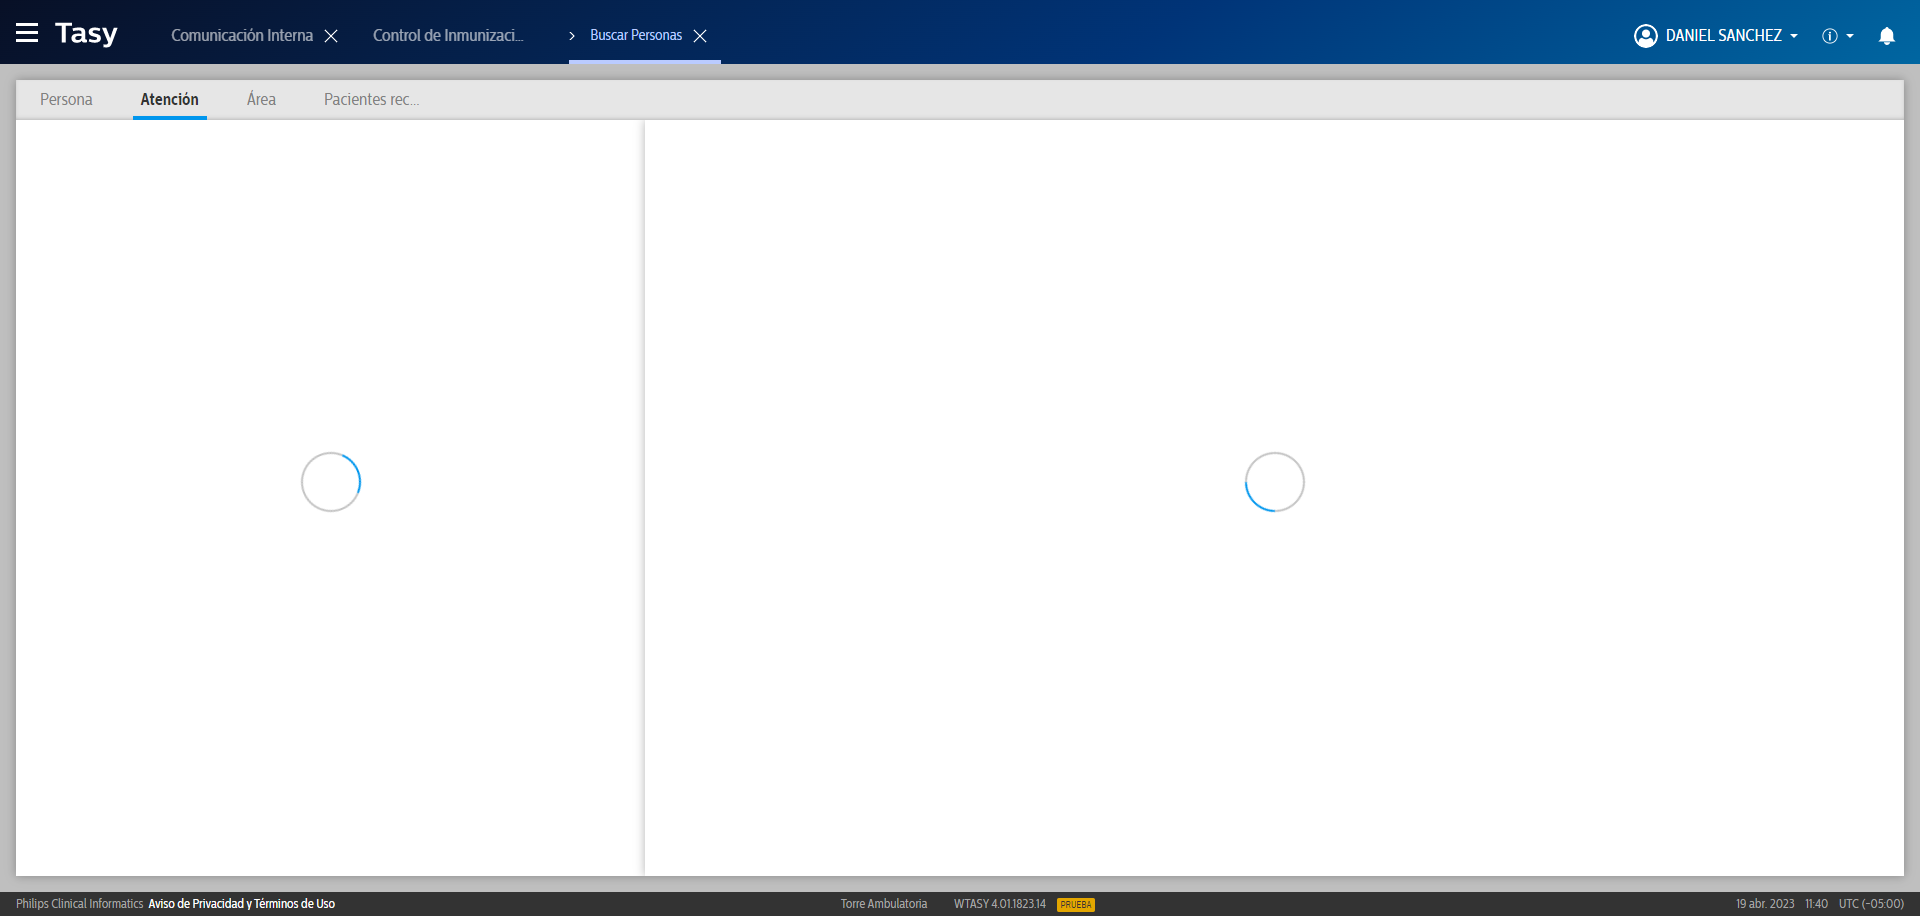 Tasy
Comunicación Interna
Control de Inmunizaci...
Buscar Personas
DANIEL SANCHEZ
Persona
Atención
Área
Pacientes rec...
Philips Clinical Informatics Aviso de Privacidad y Términos de Uso
Torre Ambulatoria
WTASY 4.01.1823.14
PRUEBA
19 abr. 2023
11:40
UTC (-05:00)